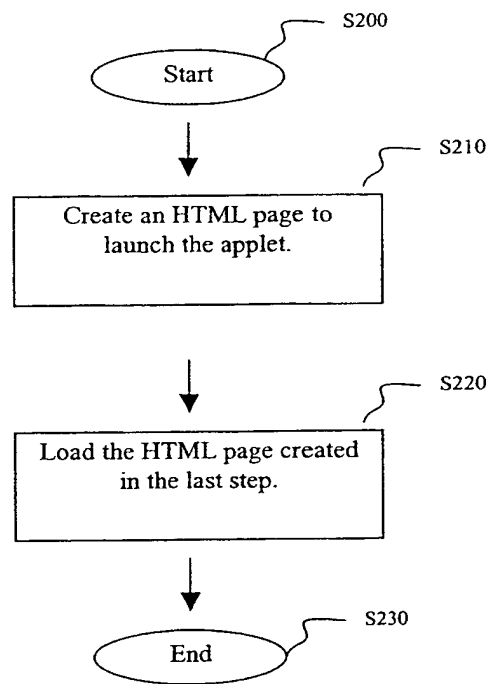 S200
Start
S210
Create an HTML page to
launch the applet.
S220
Load the HTML page created
in the last step.
S230
End